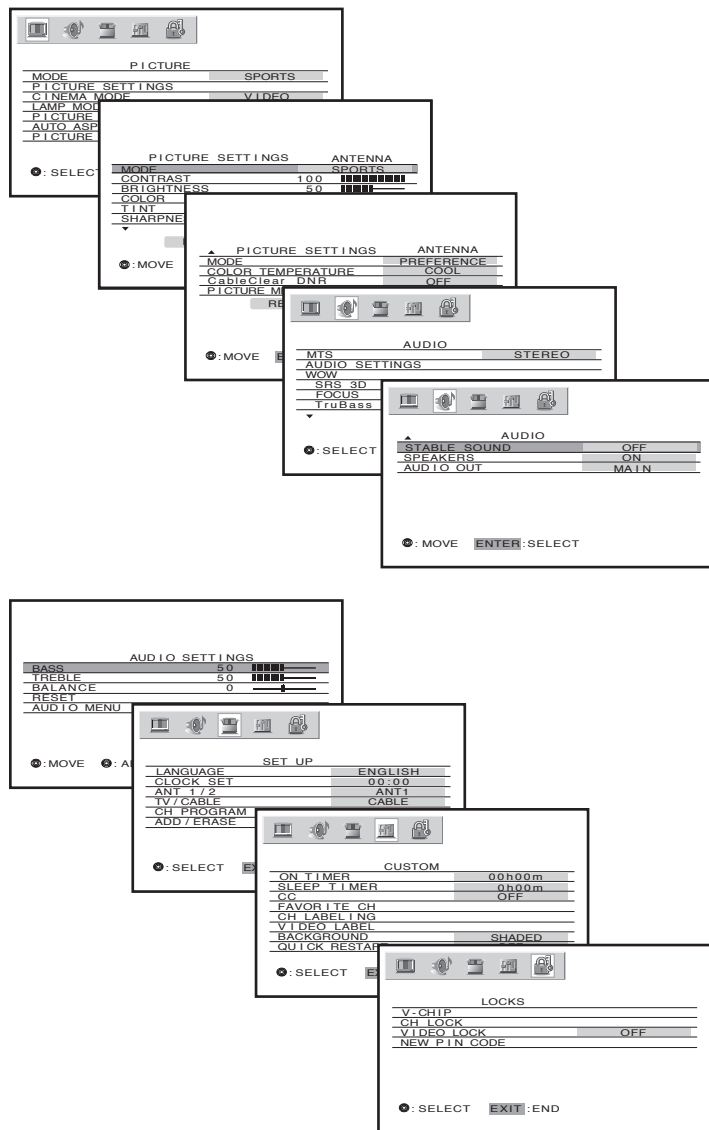 PICTURE
MODE SPORTS
PICTURE SETTINGS
CINEMA MODE VIDEO
LAMP MOD
PICTURE
AUTO ASP
PICTURE
: SELECT
PICTURE SETTINGS ANTENNA
MODE SPORTS
CONTRAST 100
BRIGHTNESS 50
COLOR
TINT
SHARPNE
: MOVE
PICTURE SETTINGS ANTENNA
MODE PREFERENCE
COLOR TEMPERATURE COOL
CableClear DNR OFF
PICTURE M
RE
: MOVE E
AUDIO
MTS STEREO
AUDIO SETTINGS
WOW
SRS 3D
FOCUS
TruBass
: SELECT
AUDIO
STABLE SOUND OFF
SPEAKERS ON
AUDIO OUT MAIN
: MOVE ENTER :SELECT
AUDIO SETTINGS
BASS 50
TREBLE 50
BALANCE 0
RESET
AUDIO MENU
: MOVE : A
SET UP
LANGUAGE ENGLISH
CLOCK SET 00:00
ANT 1/2 ANT1
TV/CABLE CABLE
CH PROGRAM
ADD/ERASE
: SELECT EX
CUSTOM
ON TIMER 00h00m
SLEEP TIMER 0h00m
CC OFF
FAVORITE CH
CH LABELING
VIDEO LABEL
BACKGROUND SHADED
QUICK RESTART
: SELECT E
LOCKS
V-CHIP
CH LOCK
VIDEO LOCK OFF
NEW PIN CODE
: SELECT EXIT :END